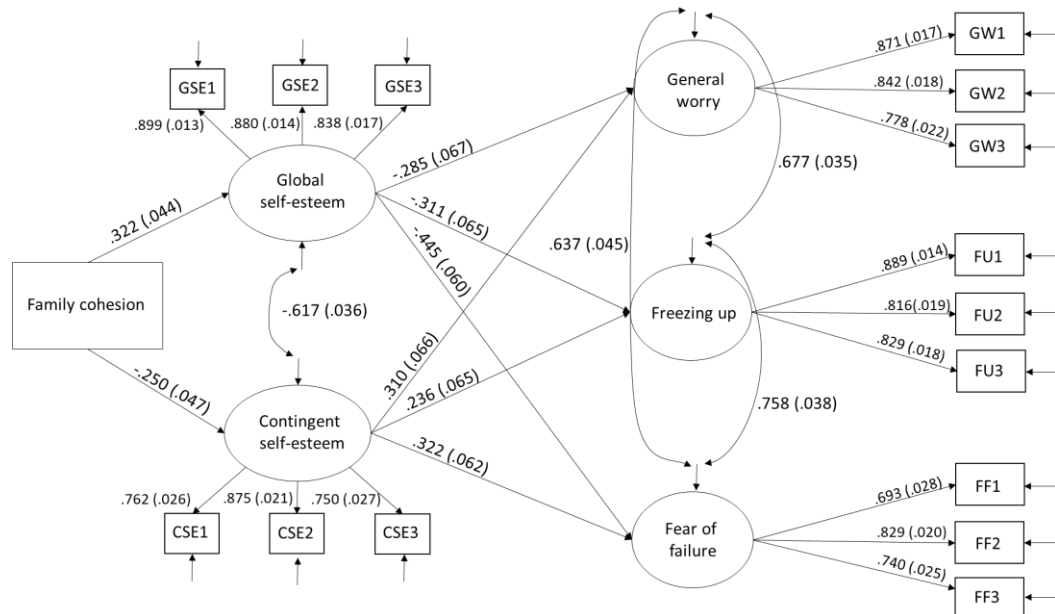 GSE1
GSE2
GSE3
.899 (.013)
.880 (.014)
.838 (.017)
Global
self-esteem
General
worry
.871 (.017)
GW1
.842 (.018)
GW2
.778 (.022)
GW3
-.285 (.067)
.677 (.035)
.322 (.044)
-.311 (.065)
-.445 (.060)
.637 (.045)
Family cohesion
-.617 (.036)
Freezing up
.889 (.014)
FU1
.816(.019)
FU2
.829 (.018)
FU3
-.250 (.047)
.310 (.066)
.236 (.065)
.758 (.038)
Contingent
self-esteem
.322 (.062)
.762 (.026)
.875 (.021)
.750 (.027)
CSE1
CSE2
CSE3
Fear of
failure
.693 (.028)
FF1
.829 (.020)
FF2
.740 (.025)
FF3